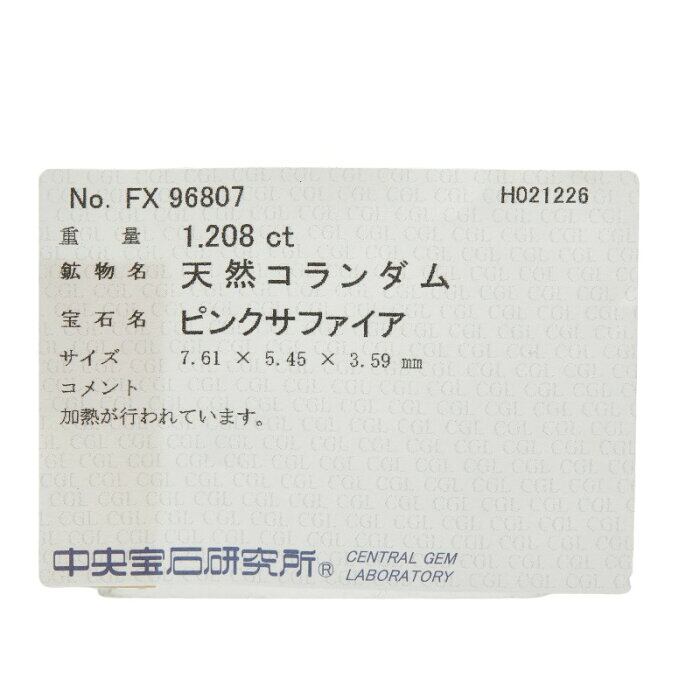 No. FX 96807 H021226
重量 1.208 ct
鉱物名 天然コランダム
宝石名 ピンクサファイア
サイズ 7.61 × 5.45 × 3.59 mm
コメント
加熱が行われています。
中央宝石研究所® CENTRAL GEM
LABORATORY